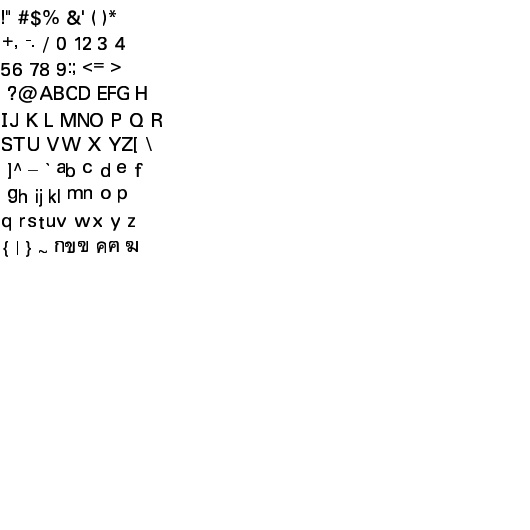 !" #$% &' ( )*
+, -. / 0 12 3 4
56 78 9:; <= >
?@ABCD EFG H
IJ K L MNO P Q R
STU VW X YZ[ \
]^ _ ` ab c d e f
gh ij kl mn o p
q rstuv wx y z
{ | } ~ กขฃ คฅ ฆ